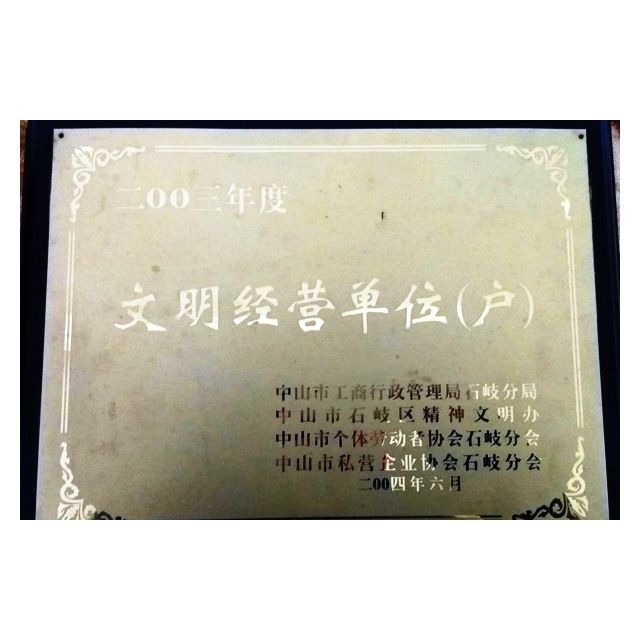 二OO三年度
文明经营单位(户)
中山市工商行政管理局石岐分局
中山市石岐区精神文明办
中山市个体劳动者协会石岐分会
中山市私营企业协会石岐分会
二00四年六月